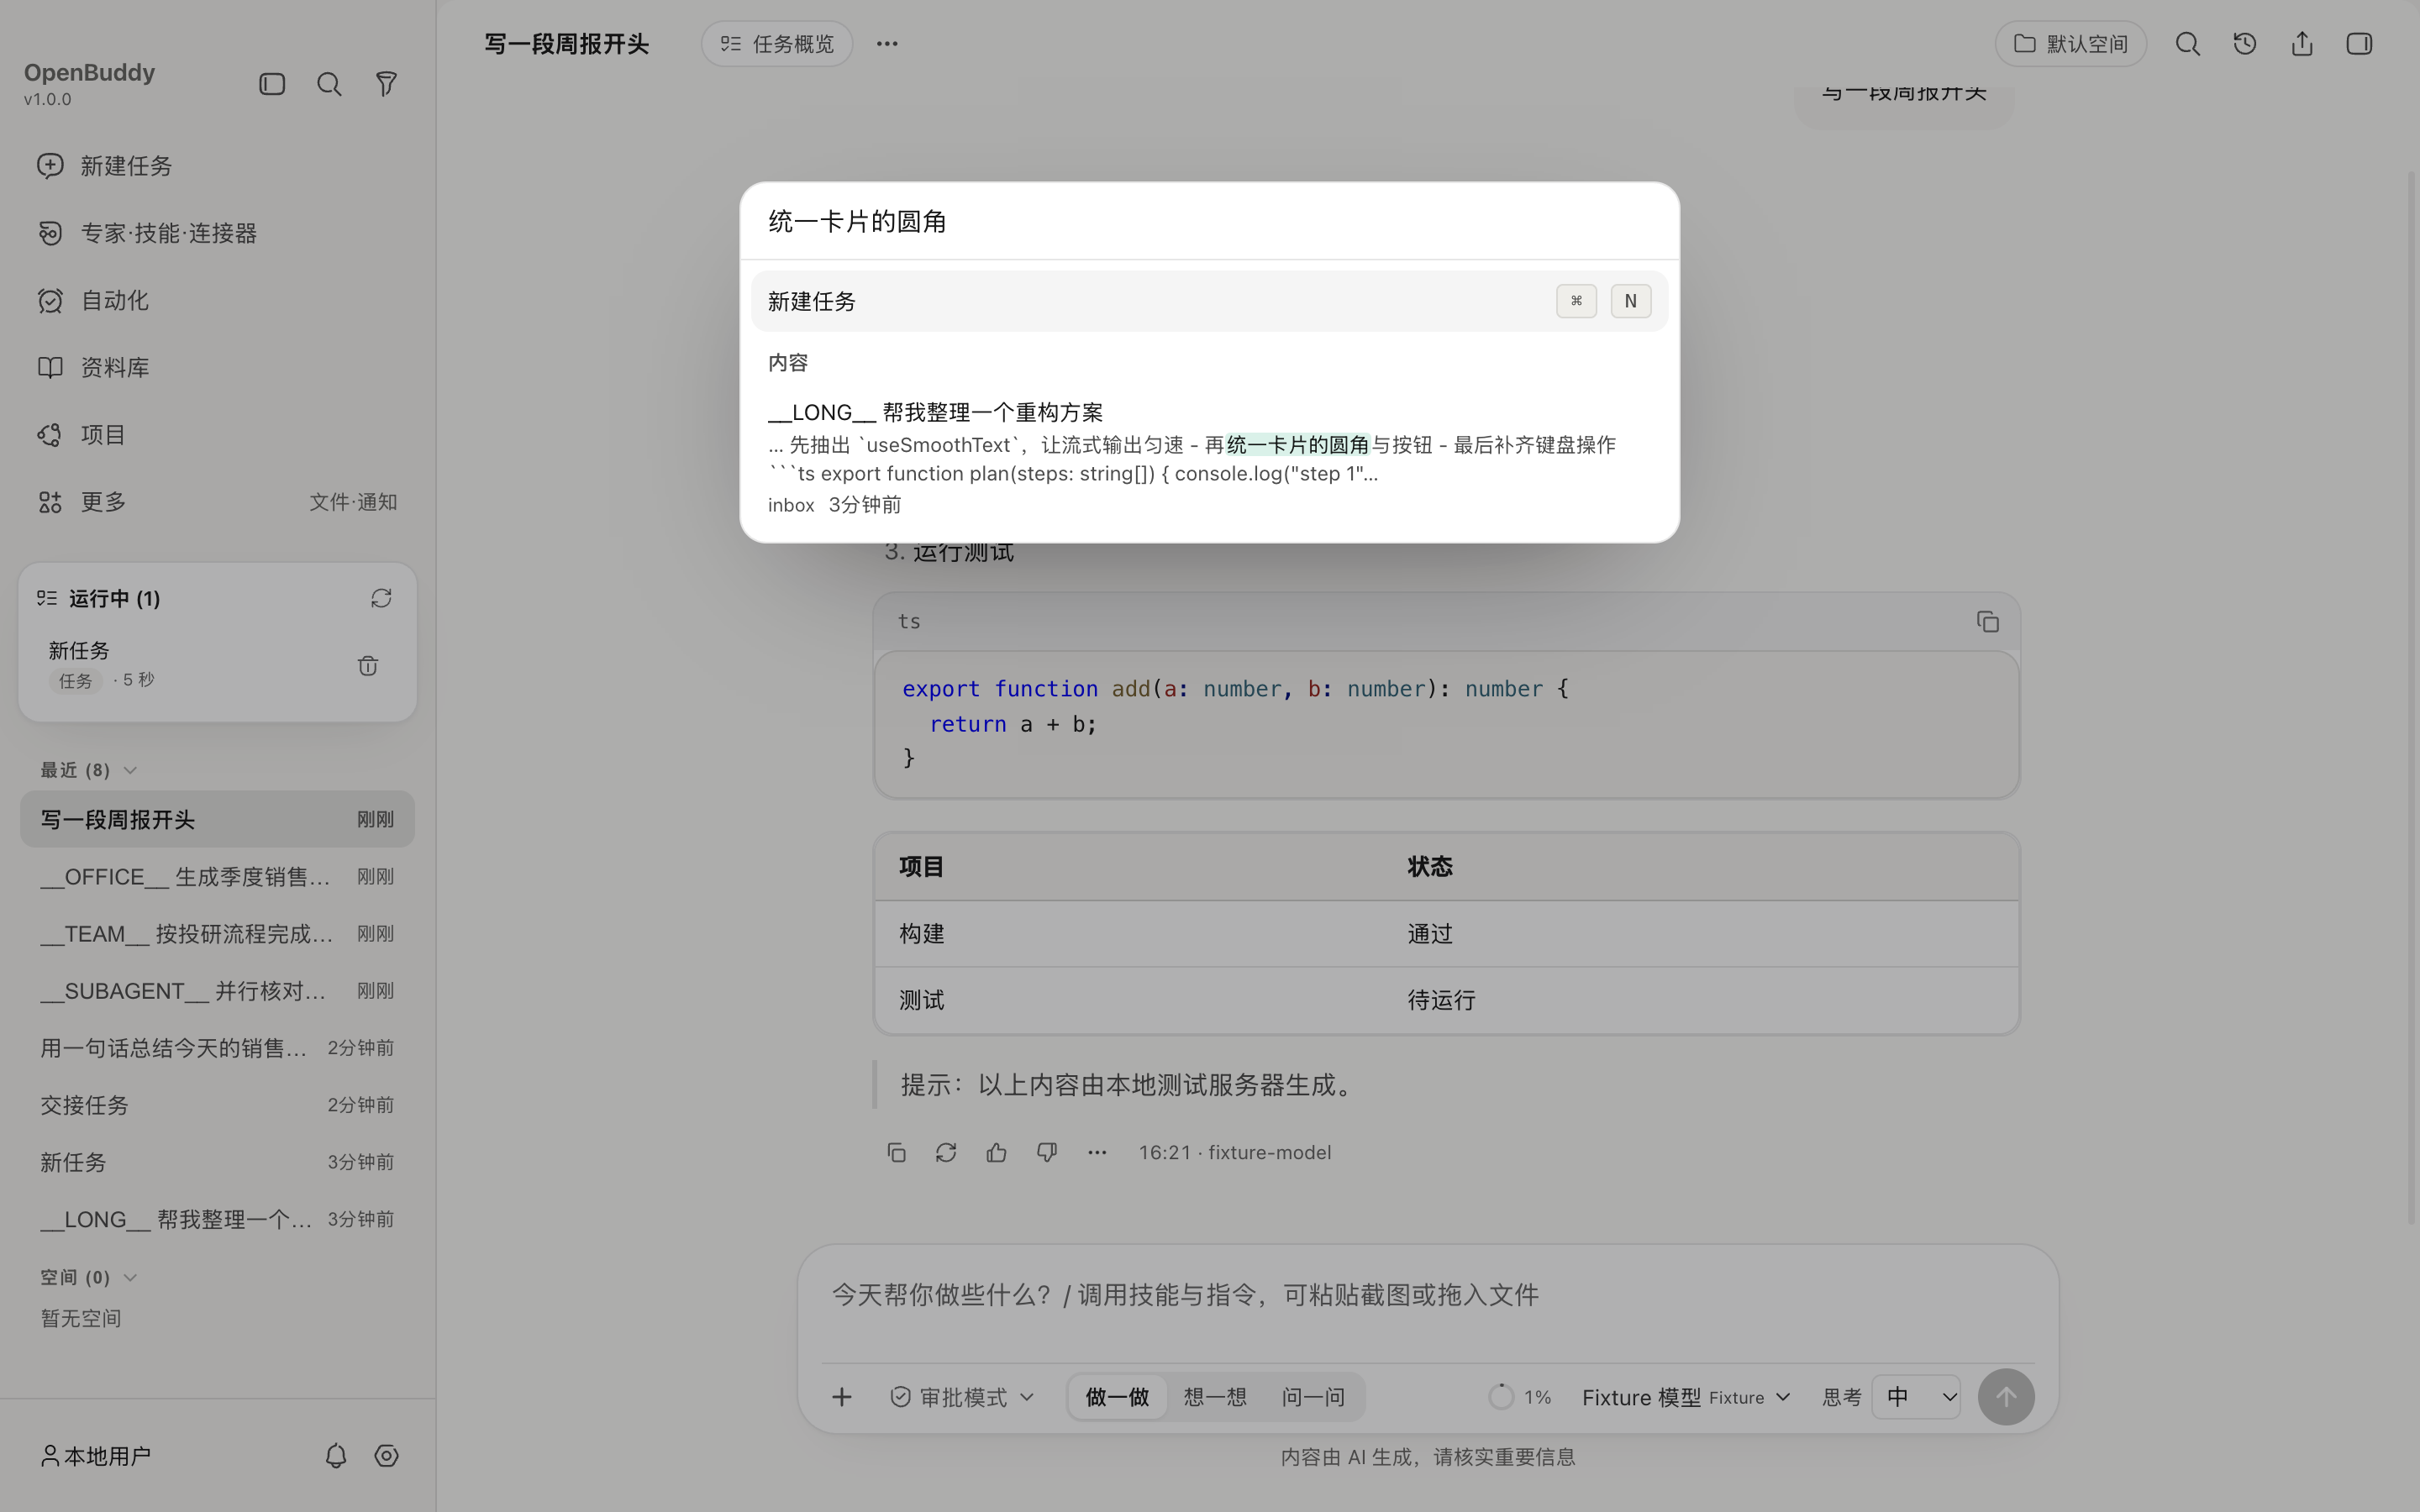 OpenBuddy
v1.0.0
新建任务
专家·技能·连接器
自动化
资料库
项目
更多 文件·通知
运行中 (1)
新任务
任务 · 5 秒
最近 (8)
写一段周报开头 刚刚
__OFFICE__ 生成季度销售... 刚刚
__TEAM__ 按投研流程完成... 刚刚
__SUBAGENT__ 并行核对... 刚刚
用一句话总结今天的销售... 2分钟前
交接任务 2分钟前
新任务 3分钟前
__LONG__ 帮我整理一个... 3分钟前
空间 (0)
暂无空间
本地用户
写一段周报开头 任务概览 默认空间
写一段周报开头
统一卡片的圆角
新建任务 ⌘ N
内容
__LONG__ 帮我整理一个重构方案
... 先抽出 `useSmoothText`，让流式输出匀速 - 再统一卡片的圆角与按钮 - 最后补齐键盘操作
```ts export function plan(steps: string[]) { console.log("step 1"...
inbox 3分钟前
3. 运行测试
ts
export function add(a: number, b: number): number {
return a + b;
}
项目 状态
构建 通过
测试 待运行
提示：以上内容由本地测试服务器生成。
16:21 · fixture-model
今天帮你做些什么？/ 调用技能与指令，可粘贴截图或拖入文件
审批模式 做一做 想一想 问一问 1% Fixture 模型 Fixture 思考 中
内容由 AI 生成，请核实重要信息